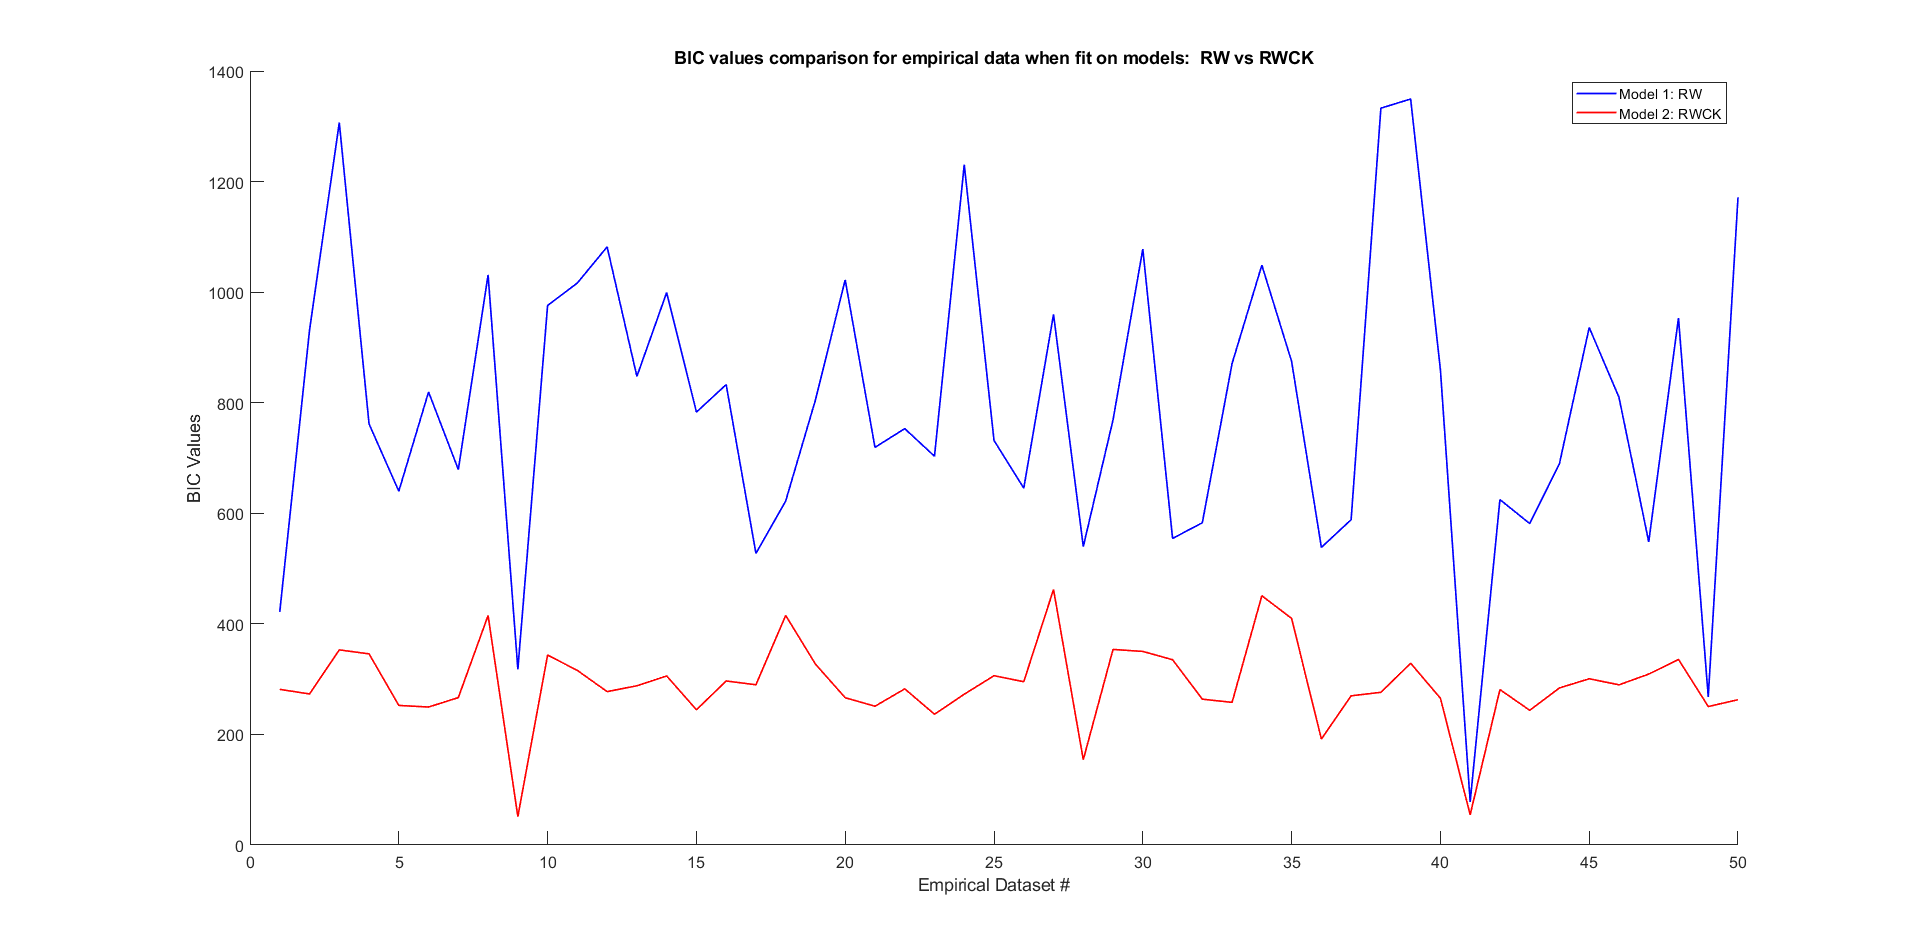 BIC values comparison for empirical data when fit on models:  RW vs RWCK
Model 1: RW
Model 2: RWCK
1400
1200
1000
800
600
400
200
0
BIC Values
0 5 10 15 20 25 30 35 40 45 50
Empirical Dataset #